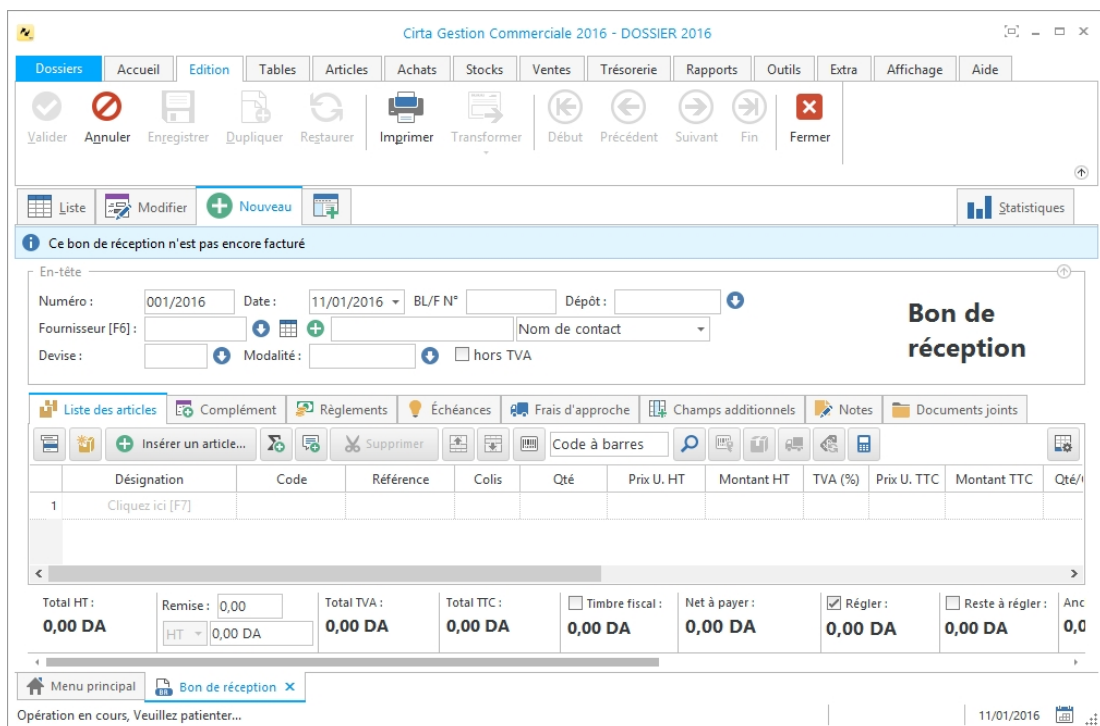 Cirta Gestion Commerciale 2016 - DOSSIER 2016
Dossiers Accueil Edition Tables Articles Achats Stocks Ventes Trésorerie Rapports Outils Extra Affichage Aide
Valider Annuler Enregistrer Dupliquer Restaurer Imprimer Transformer Début Précédent Suivant Fin Fermer
Liste Modifier Nouveau Statistiques
Ce bon de réception n'est pas encore facturé
En-tête
Numéro : 001/2016 Date : 11/01/2016 BL/F N° Dépôt :
Fournisseur [F6] : Nom de contact
Devise : Modalité : hors TVA
Bon de
réception
Liste des articles Complément Règlements Échéances Frais d'approche Champs additionnels Notes Documents joints
Insérer un article... Supprimer Code à barres
Désignation Code Référence Colis Qté Prix U. HT Montant HT TVA (%) Prix U. TTC Montant TTC Qté/
1 Cliquez ici [F7]
Total HT : Remise : 0,00 Total TVA : Total TTC : Timbre fiscal : Net à payer : Régler : Reste à régler : Anc
0,00 DA HT 0,00 DA 0,00 DA 0,00 DA 0,00 DA 0,00 DA 0,00 DA 0,00 DA 0,0
Menu principal BR Bon de réception
Opération en cours, Veuillez patienter... 11/01/2016